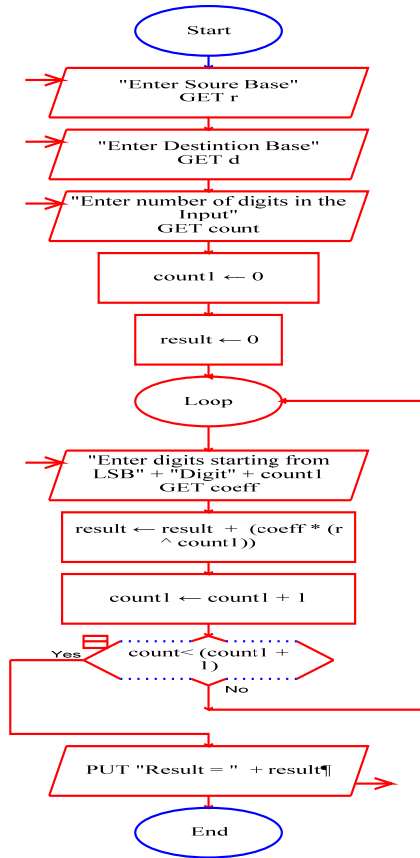 Start
"Enter Soure Base"
GET r
"Enter Destintion Base"
GET d
"Enter number of digits in the
Input"
GET count
count1 ← 0
result ← 0
Loop
"Enter digits starting from
LSB" + "Digit" + count1
GET coeff
result ← result + (coeff * (r
^ count1))
count1 ← count1 + 1
count< (count1 +
1)
Yes
No
PUT "Result = " + result¶
End